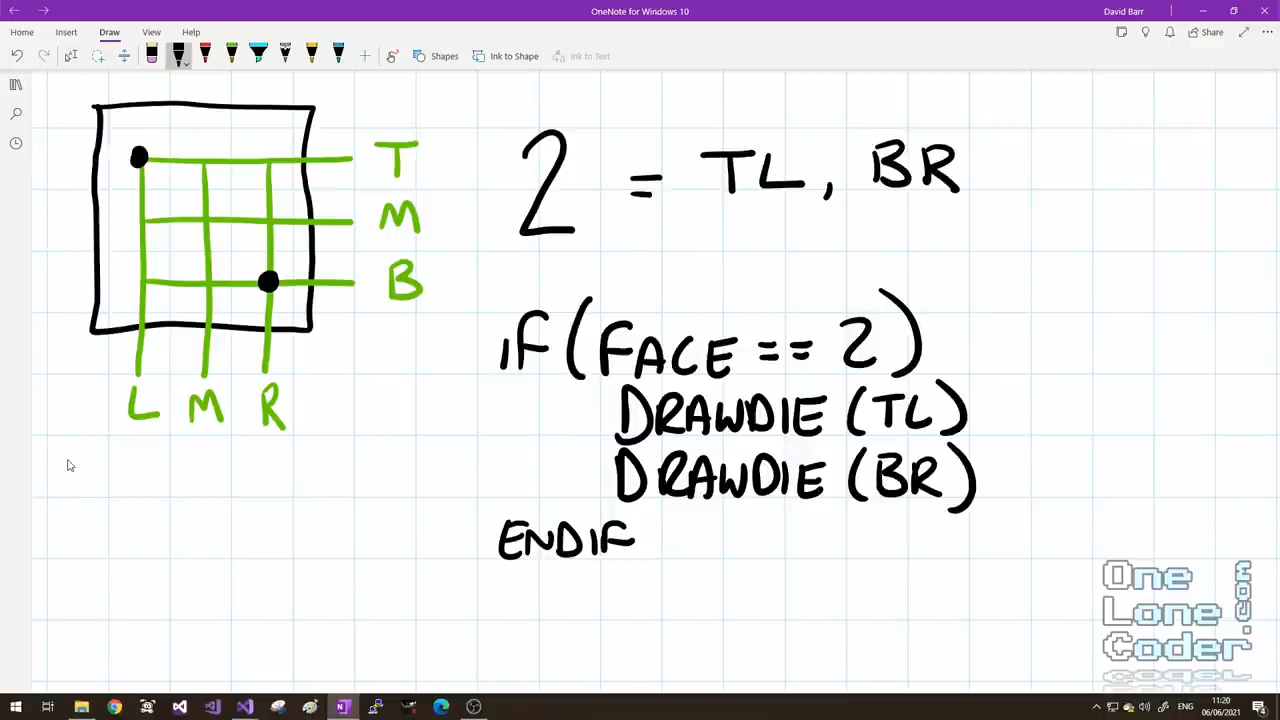 OneNote for Windows 10
David Barr
Home Insert Draw View Help
Share
Shapes Ink to Shape Ink to Text
T
M
B
L M R
2 = TL, BR
IF (FACE == 2)
DRAWDIE (TL)
DRAWDIE (BR)
ENDIF
One
Lone
Coder
.com
11:20
06/06/2021